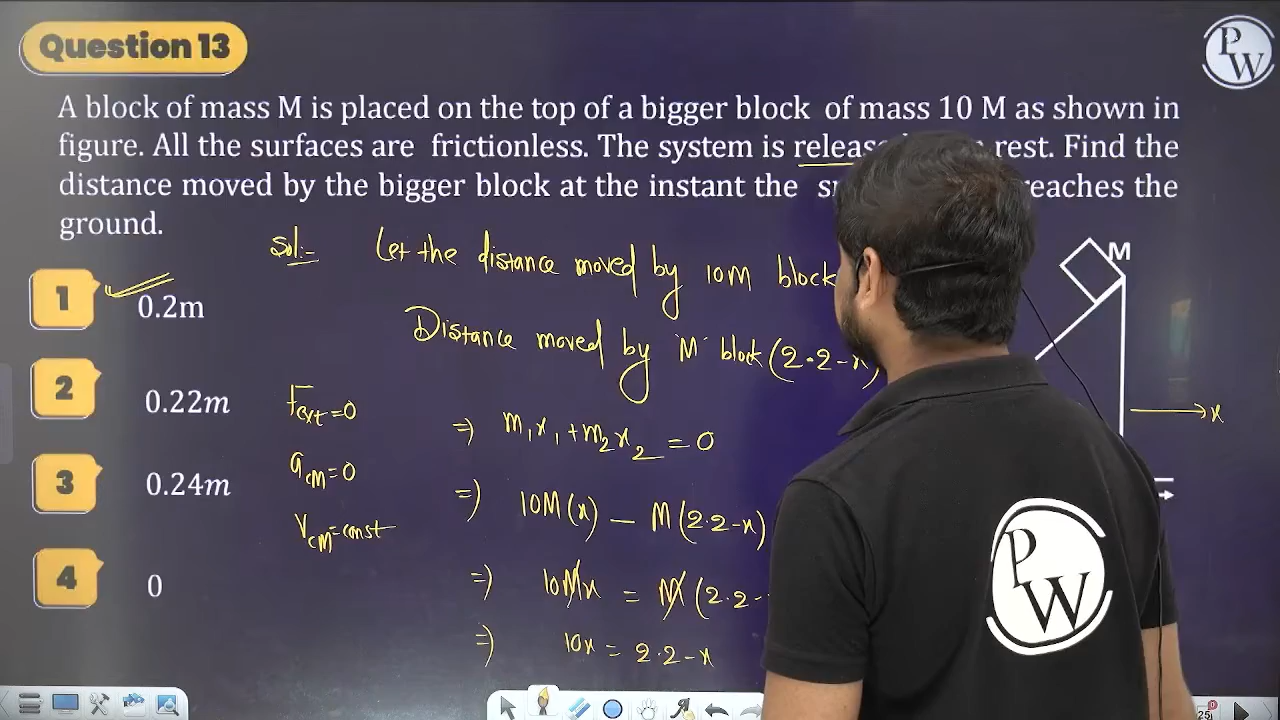 Question 13
PW
A block of mass M is placed on the top of a bigger block of mass 10 M as shown in
figure. All the surfaces are frictionless. The system is rest. Find the
distance moved by the bigger block at the instant the reaches the
ground.
Sol:- Let the distance moved by 10M block
Distance moved by "M" block (2.2-x)
M
1 0.2m
2 0.22m
3 0.24m
4 0
Fext=0
acm=0
Vcm=const
x
=) m₁x₁+m₂x₂ = 0
=) 10M(x) - M(2.2-x)
=) 10Mx = M(2.2-
=) 10x = 2.2-x
PW
25